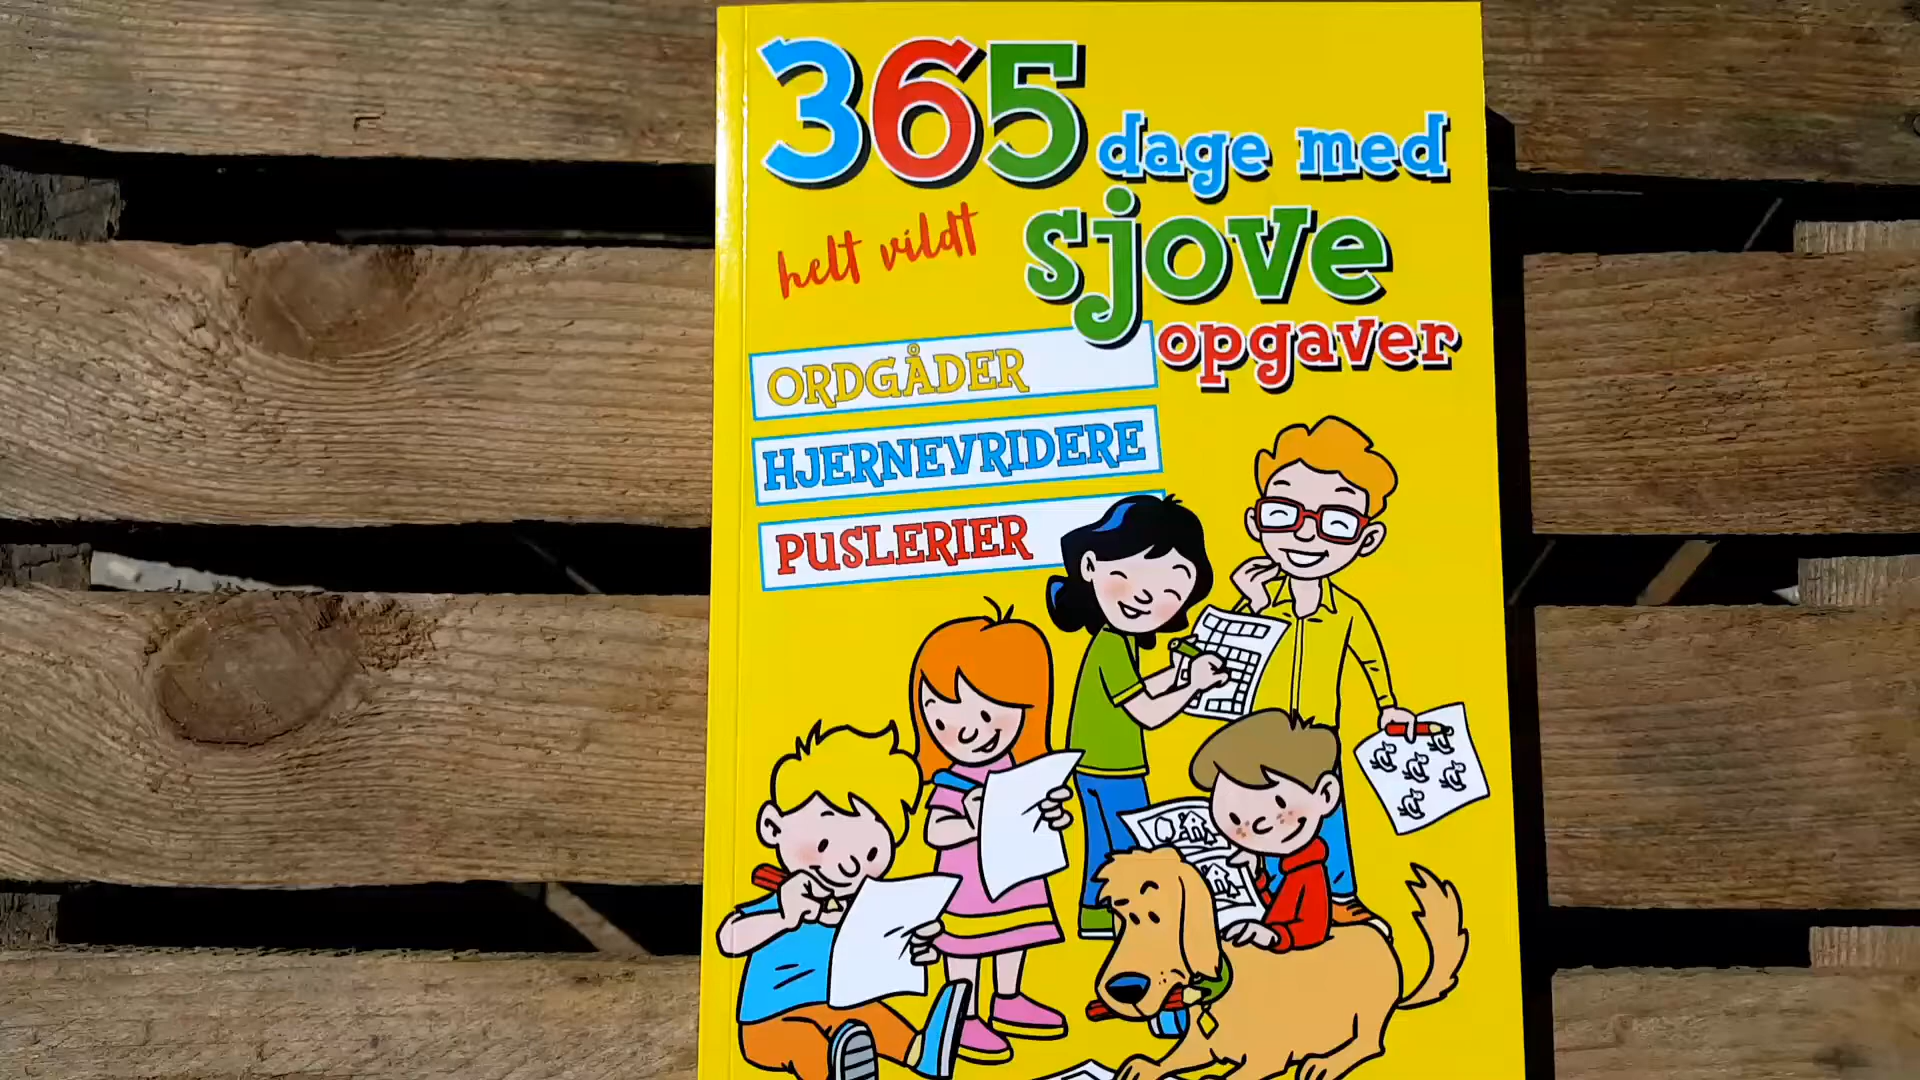 365 dage med
helt vildt sjove
opgaver
ORDGÅDER
HJERNEVRIDERE
PUSLERIER